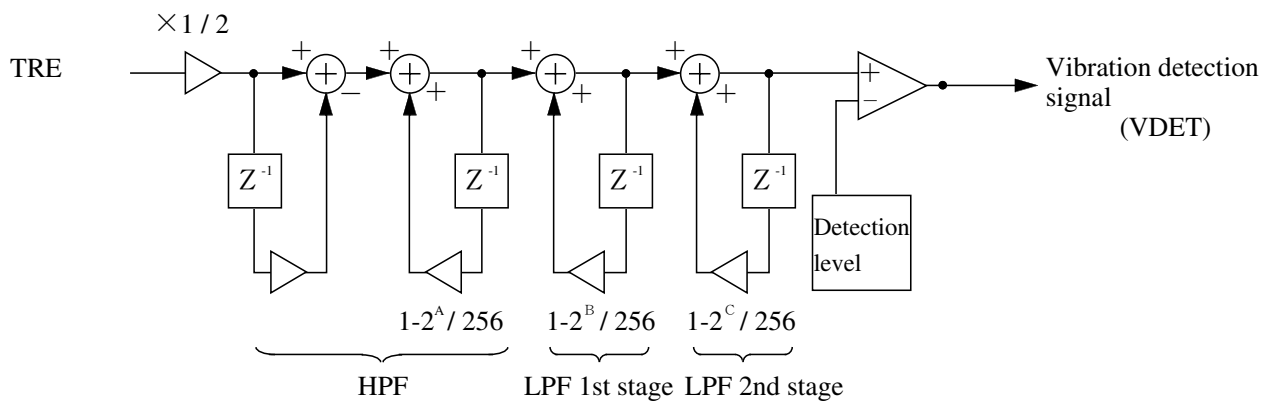 ×1 / 2
TRE
+
+
+
−
+
+
+
+
+
+
+
+
+
−
Vibration detection
signal
(VDET)
Z⁻¹
Z⁻¹
Z⁻¹
Z⁻¹
Detection
level
1-2ᴬ / 256
1-2ᴮ / 256
1-2ᶜ / 256
HPF
LPF 1st stage
LPF 2nd stage